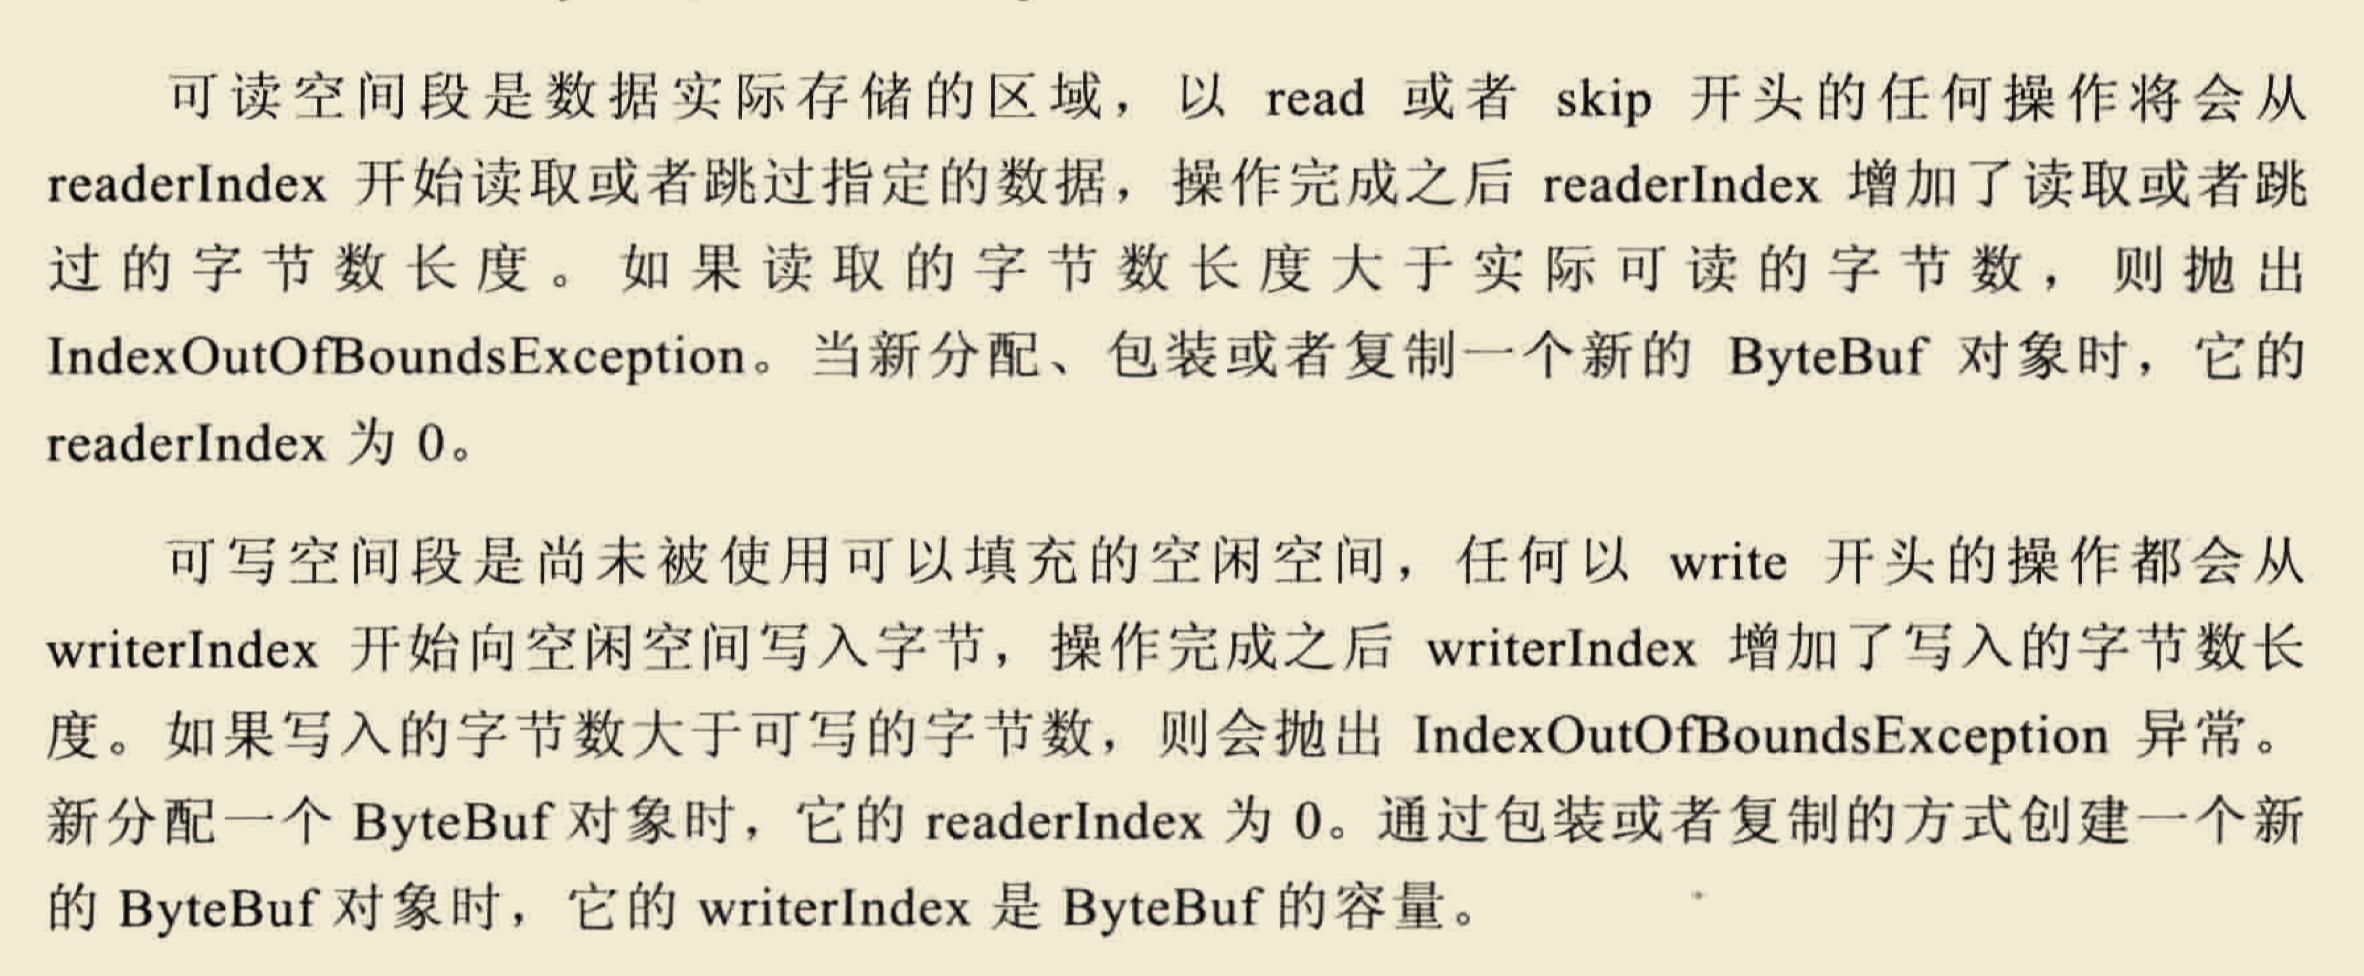 可读空间段是数据实际存储的区域，以 read 或者 skip 开头的任何操作将会从
readerIndex 开始读取或者跳过指定的数据，操作完成之后 readerIndex 增加了读取或者跳
过的字节数长度。如果读取的字节数长度大于实际可读的字节数，则抛出
IndexOutOfBoundsException。当新分配、包装或者复制一个新的 ByteBuf 对象时，它的
readerIndex 为 0。
可写空间段是尚未被使用可以填充的空闲空间，任何以 write 开头的操作都会从
writerIndex 开始向空闲空间写入字节，操作完成之后 writerIndex 增加了写入的字节数长
度。如果写入的字节数大于可写的字节数，则会抛出 IndexOutOfBoundsException 异常。
新分配一个 ByteBuf 对象时，它的 readerIndex 为 0。通过包装或者复制的方式创建一个新
的 ByteBuf 对象时，它的 writerIndex 是 ByteBuf 的容量。